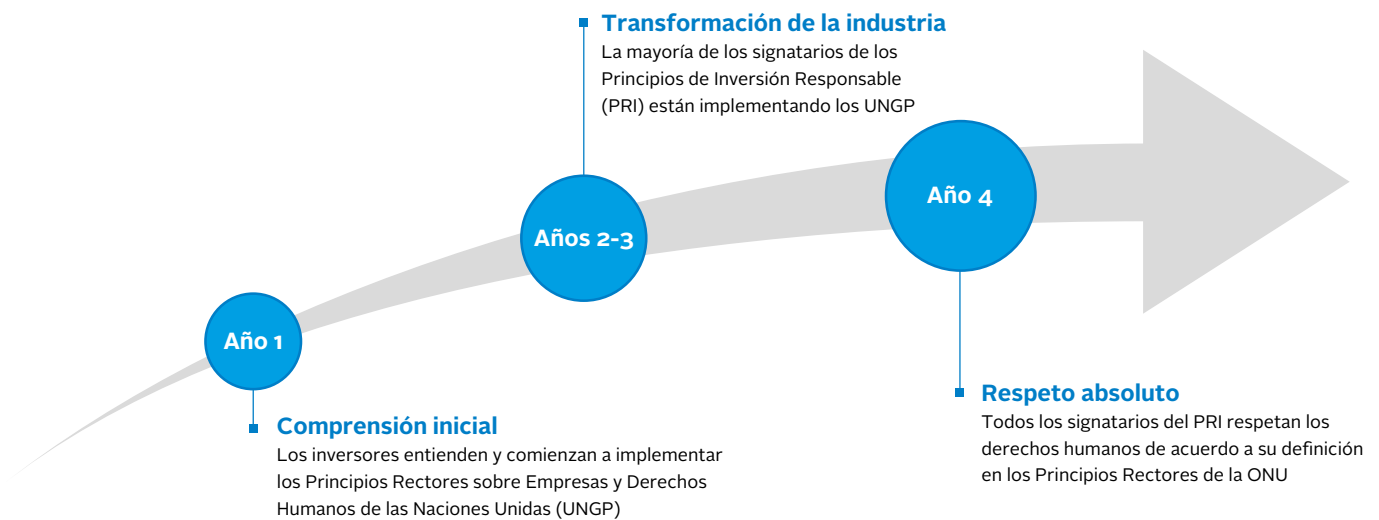 Transformación de la industria
La mayoría de los signatarios de los
Principios de Inversión Responsable
(PRI) están implementando los UNGP
Año 4
Años 2-3
Año 1
Respeto absoluto
Todos los signatarios del PRI respetan los
derechos humanos de acuerdo a su definición
en los Principios Rectores de la ONU
Comprensión inicial
Los inversores entienden y comienzan a implementar
los Principios Rectores sobre Empresas y Derechos
Humanos de las Naciones Unidas (UNGP)